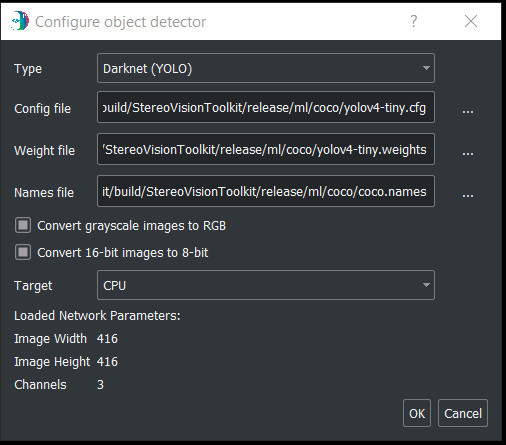 Configure object detector ?
Type Darknet (YOLO)
Config file build/StereoVisionToolkit/release/ml/coco/yolov4-tiny.cfg ...
Weight file /StereoVisionToolkit/release/ml/coco/yolov4-tiny.weights ...
Names file it/build/StereoVisionToolkit/release/ml/coco/coco.names ...
Convert grayscale images to RGB
Convert 16-bit images to 8-bit
Target CPU
Loaded Network Parameters:
Image Width 416
Image Height 416
Channels 3
OK Cancel